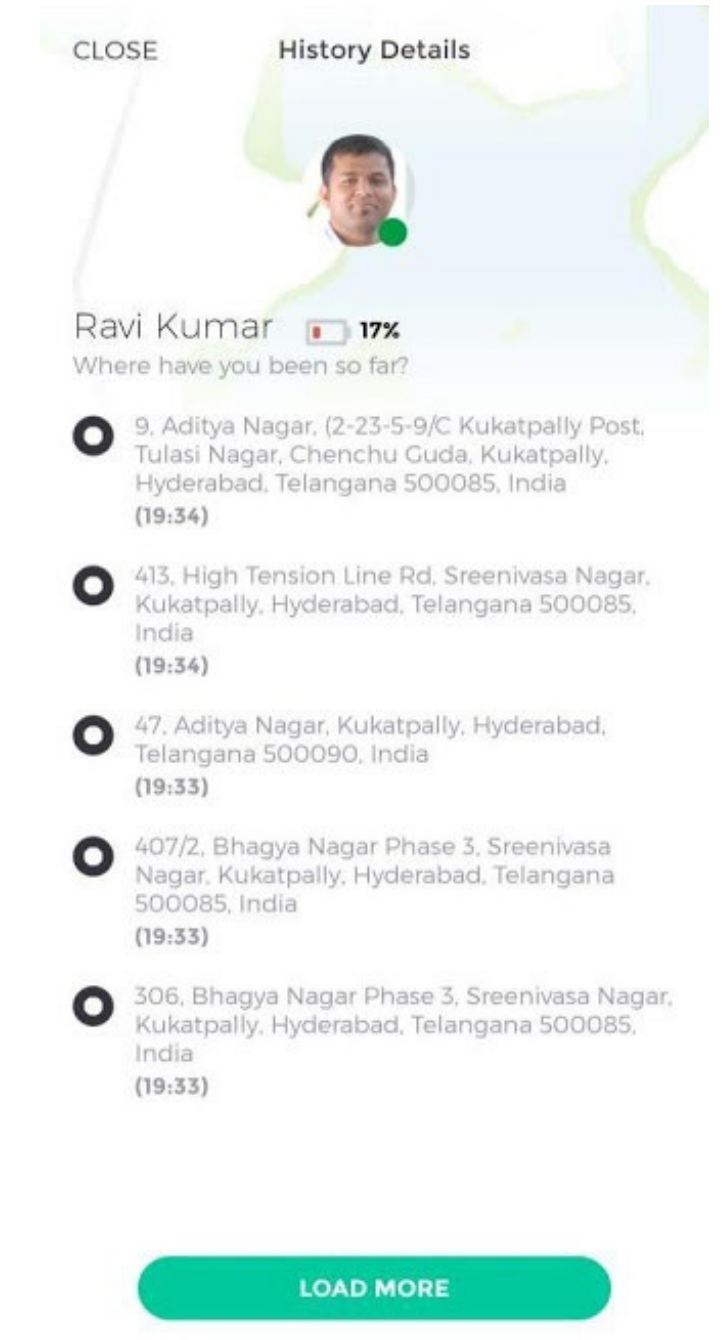 CLOSE
History Details
Ravi Kumar
17%
Where have you been so far?
9, Aditya Nagar, (2-23-5-9/C Kukatpally Post,
Tulasi Nagar, Chenchu Guda, Kukatpally,
Hyderabad, Telangana 500085, India
(19:34)
413, High Tension Line Rd, Sreenivasa Nagar,
Kukatpally, Hyderabad, Telangana 500085,
India
(19:34)
47, Aditya Nagar, Kukatpally, Hyderabad,
Telangana 500090, India
(19:33)
407/2, Bhagya Nagar Phase 3, Sreenivasa
Nagar, Kukatpally, Hyderabad, Telangana
500085, India
(19:33)
306, Bhagya Nagar Phase 3, Sreenivasa Nagar,
Kukatpally, Hyderabad, Telangana 500085,
India
(19:33)
LOAD MORE